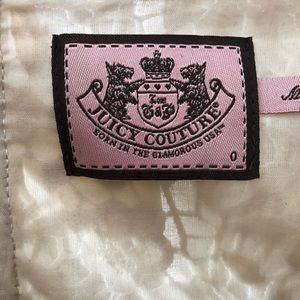 JUICY COUTURE®
BORN IN THE GLAMOROUS USA
0